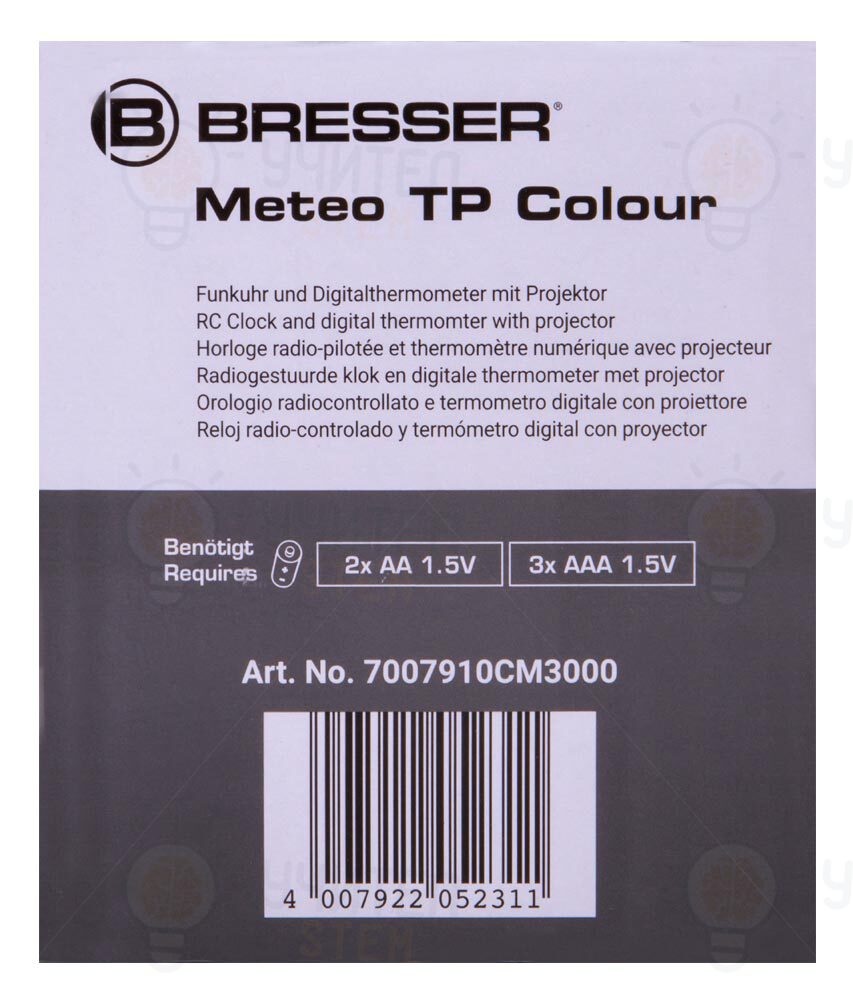 B BRESSER®
Meteo TP Colour
Funkuhr und Digitalthermometer mit Projektor
RC Clock and digital thermomter with projector
Horloge radio-pilotée et thermomètre numérique avec projecteur
Radiogestuurde klok en digitale thermometer met projector
Orologio radiocontrollato e termometro digitale con proiettore
Reloj radio-controlado y termómetro digital con proyector
Benötigt
Requires
2x AA 1.5V
3x AAA 1.5V
Art. No. 7007910CM3000
4 007922 052311